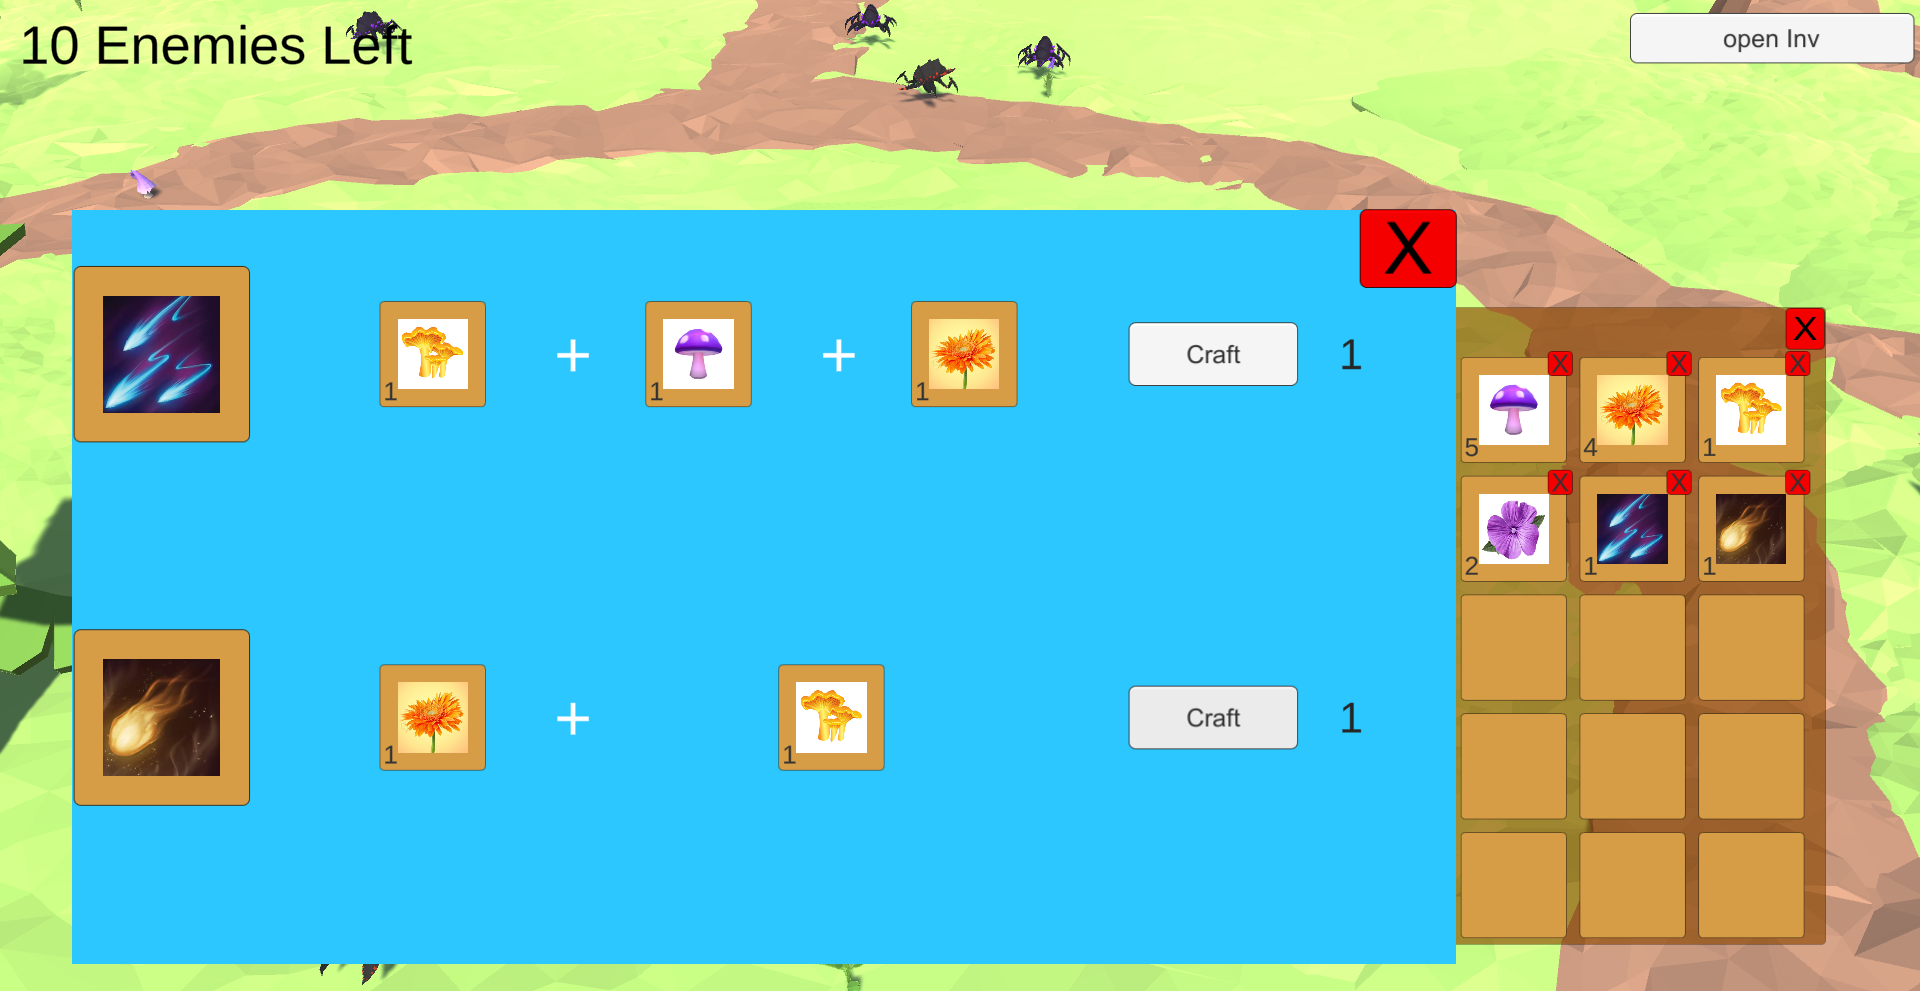 10 Enemies Left
open Inv
X
1 + 1 + 1 Craft 1
X
X X X
5 4 1
X X X
2 1 1
1 + 1 Craft 1